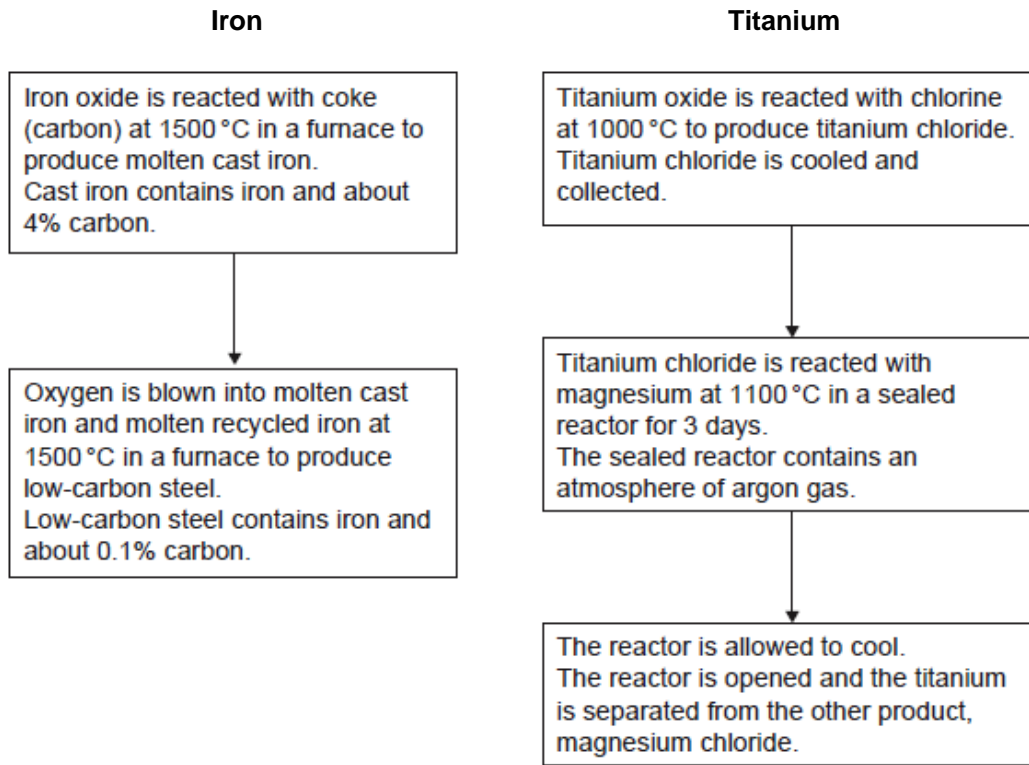 Iron
Iron oxide is reacted with coke
(carbon) at 1500 °C in a furnace to
produce molten cast iron.
Cast iron contains iron and about
4% carbon.
Oxygen is blown into molten cast
iron and molten recycled iron at
1500 °C in a furnace to produce
low-carbon steel.
Low-carbon steel contains iron and
about 0.1% carbon.
Titanium
Titanium oxide is reacted with chlorine
at 1000 °C to produce titanium chloride.
Titanium chloride is cooled and
collected.
Titanium chloride is reacted with
magnesium at 1100 °C in a sealed
reactor for 3 days.
The sealed reactor contains an
atmosphere of argon gas.
The reactor is allowed to cool.
The reactor is opened and the titanium
is separated from the other product,
magnesium chloride.